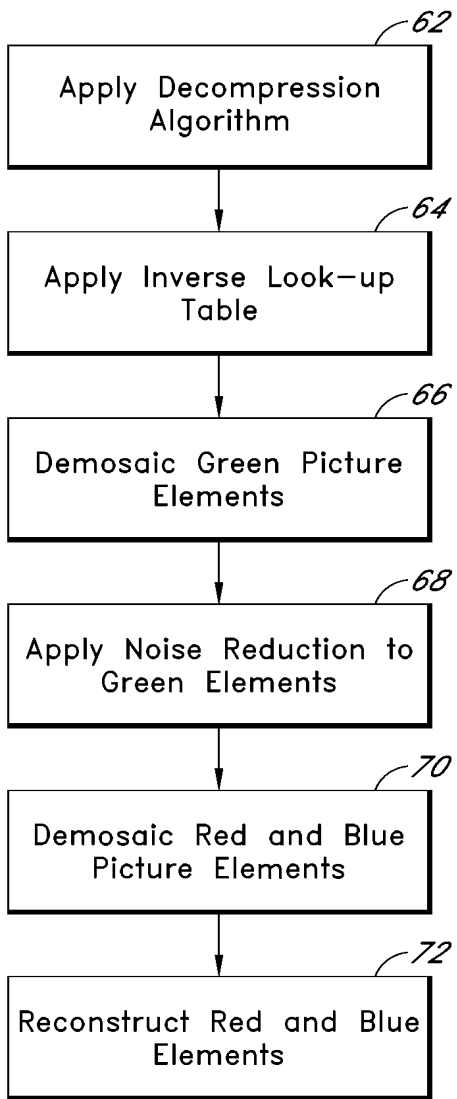 62
Apply Decompression
Algorithm
64
Apply Inverse Look-up
Table
66
Demosaic Green Picture
Elements
68
Apply Noise Reduction to
Green Elements
70
Demosaic Red and Blue
Picture Elements
72
Reconstruct Red and Blue
Elements